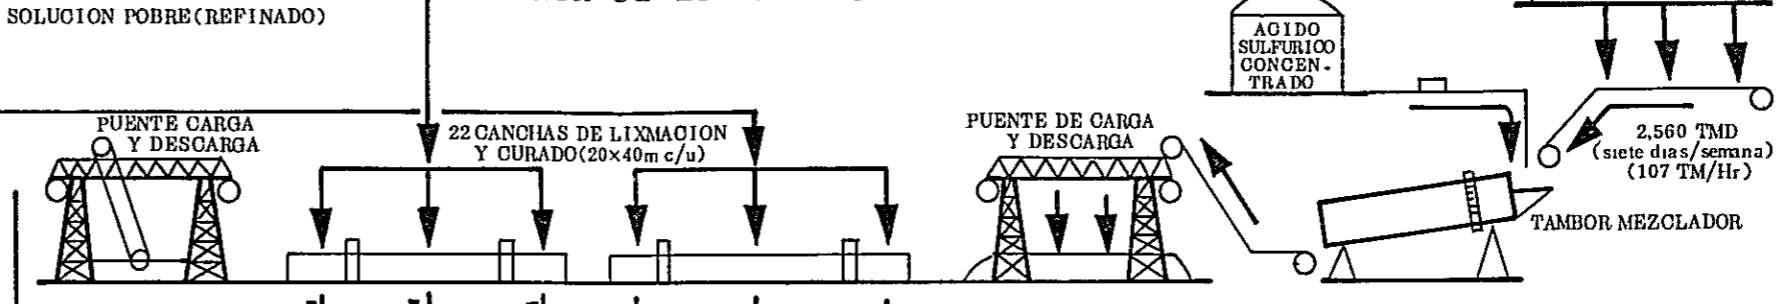 SOLUCION POBRE(REFINADO)
ACIDO
SULFURICO
CONCEN-
TRADO
PUENTE CARGA
Y DESCARGA
22 CANCHAS DE LIXMACION
Y CURADO(20×40m c/u)
PUENTE DE CARGA
Y DESCARGA
2,560 TMD
(siete dias/semana)
(107 TM/Hr)
TAMBOR MEZCLADOR